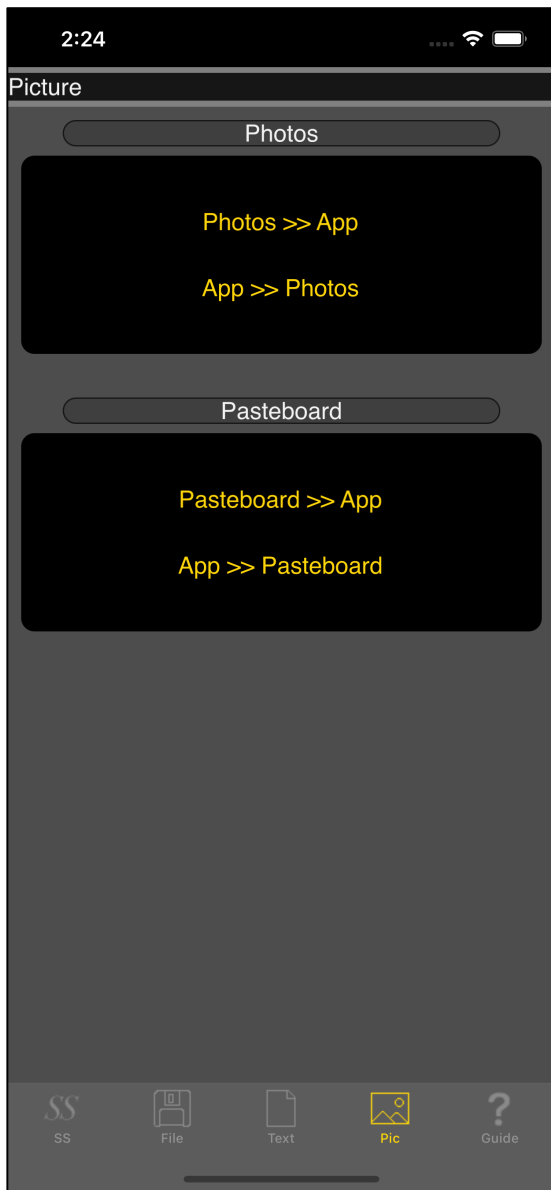 2:24
Picture
Photos
Photos >> App
App >> Photos
Pasteboard
Pasteboard >> App
App >> Pasteboard
SS
SS File Text Pic Guide